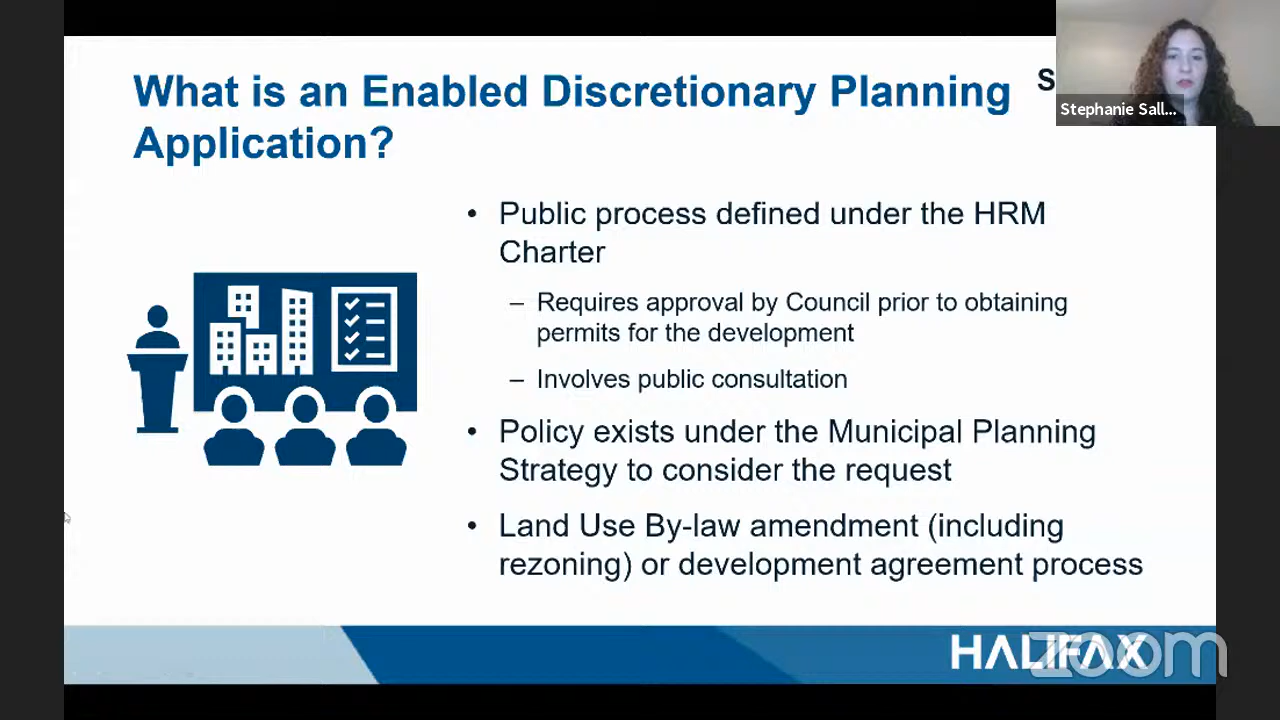 What is an Enabled Discretionary Planning
Application?
S
Stephanie Sall...
• Public process defined under the HRM
Charter
– Requires approval by Council prior to obtaining
permits for the development
– Involves public consultation
• Policy exists under the Municipal Planning
Strategy to consider the request
• Land Use By-law amendment (including
rezoning) or development agreement process
HALIFAX
zoom